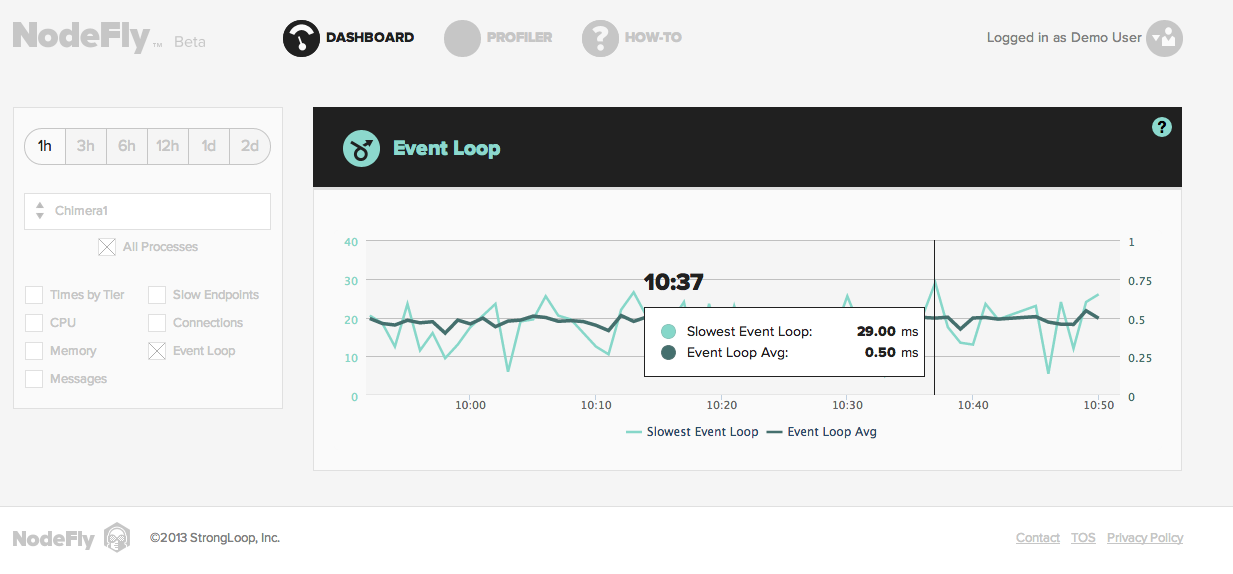 NodeFly™ Beta
DASHBOARD
PROFILER
? HOW-TO
Logged in as Demo User
1h 3h 6h 12h 1d 2d
Chimera1
All Processes
Times by Tier
Slow Endpoints
CPU
Connections
Memory
Event Loop
Messages
Event Loop
?
40
30
20
10
0
1
0.75
0.5
0.25
0
10:37
Slowest Event Loop: 29.00 ms
Event Loop Avg: 0.50 ms
10:00 10:10 10:20 10:30 10:40 10:50
Slowest Event Loop Event Loop Avg
NodeFly ©2013 StrongLoop, Inc.
Contact TOS Privacy Policy